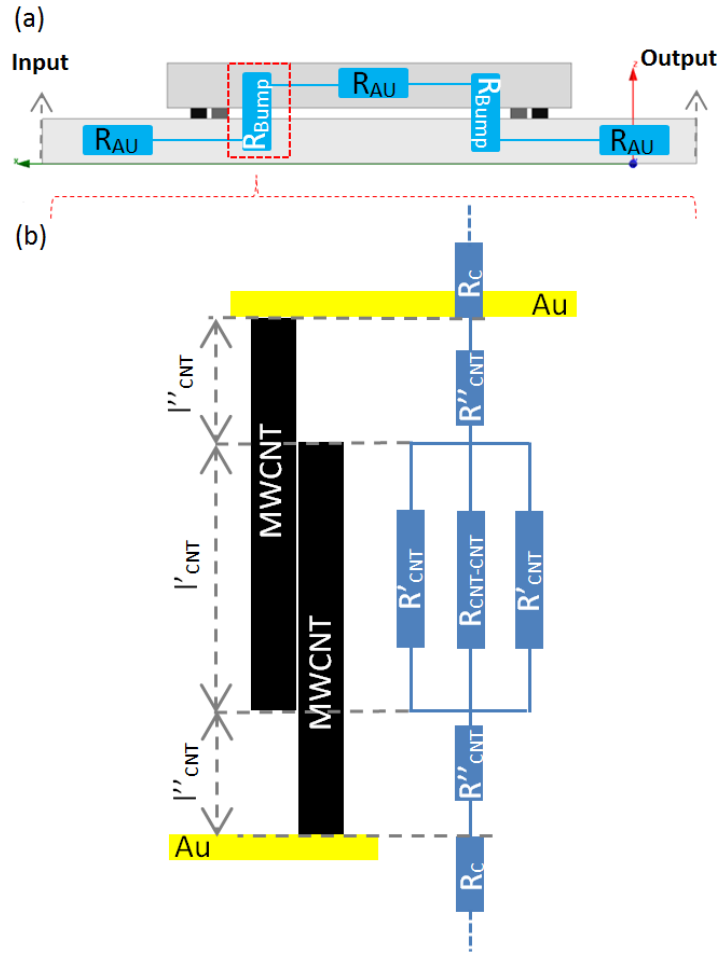 (a)
Input
Output
R_AU
R_Bump
R_AU
R_Bump
R_AU
z
x
(b)
R_C
Au
l''_CNT
R''_CNT
MWCNT
l'_CNT
R'_CNT
R_CNT-CNT
R'_CNT
MWCNT
l''_CNT
R''_CNT
Au
R_C